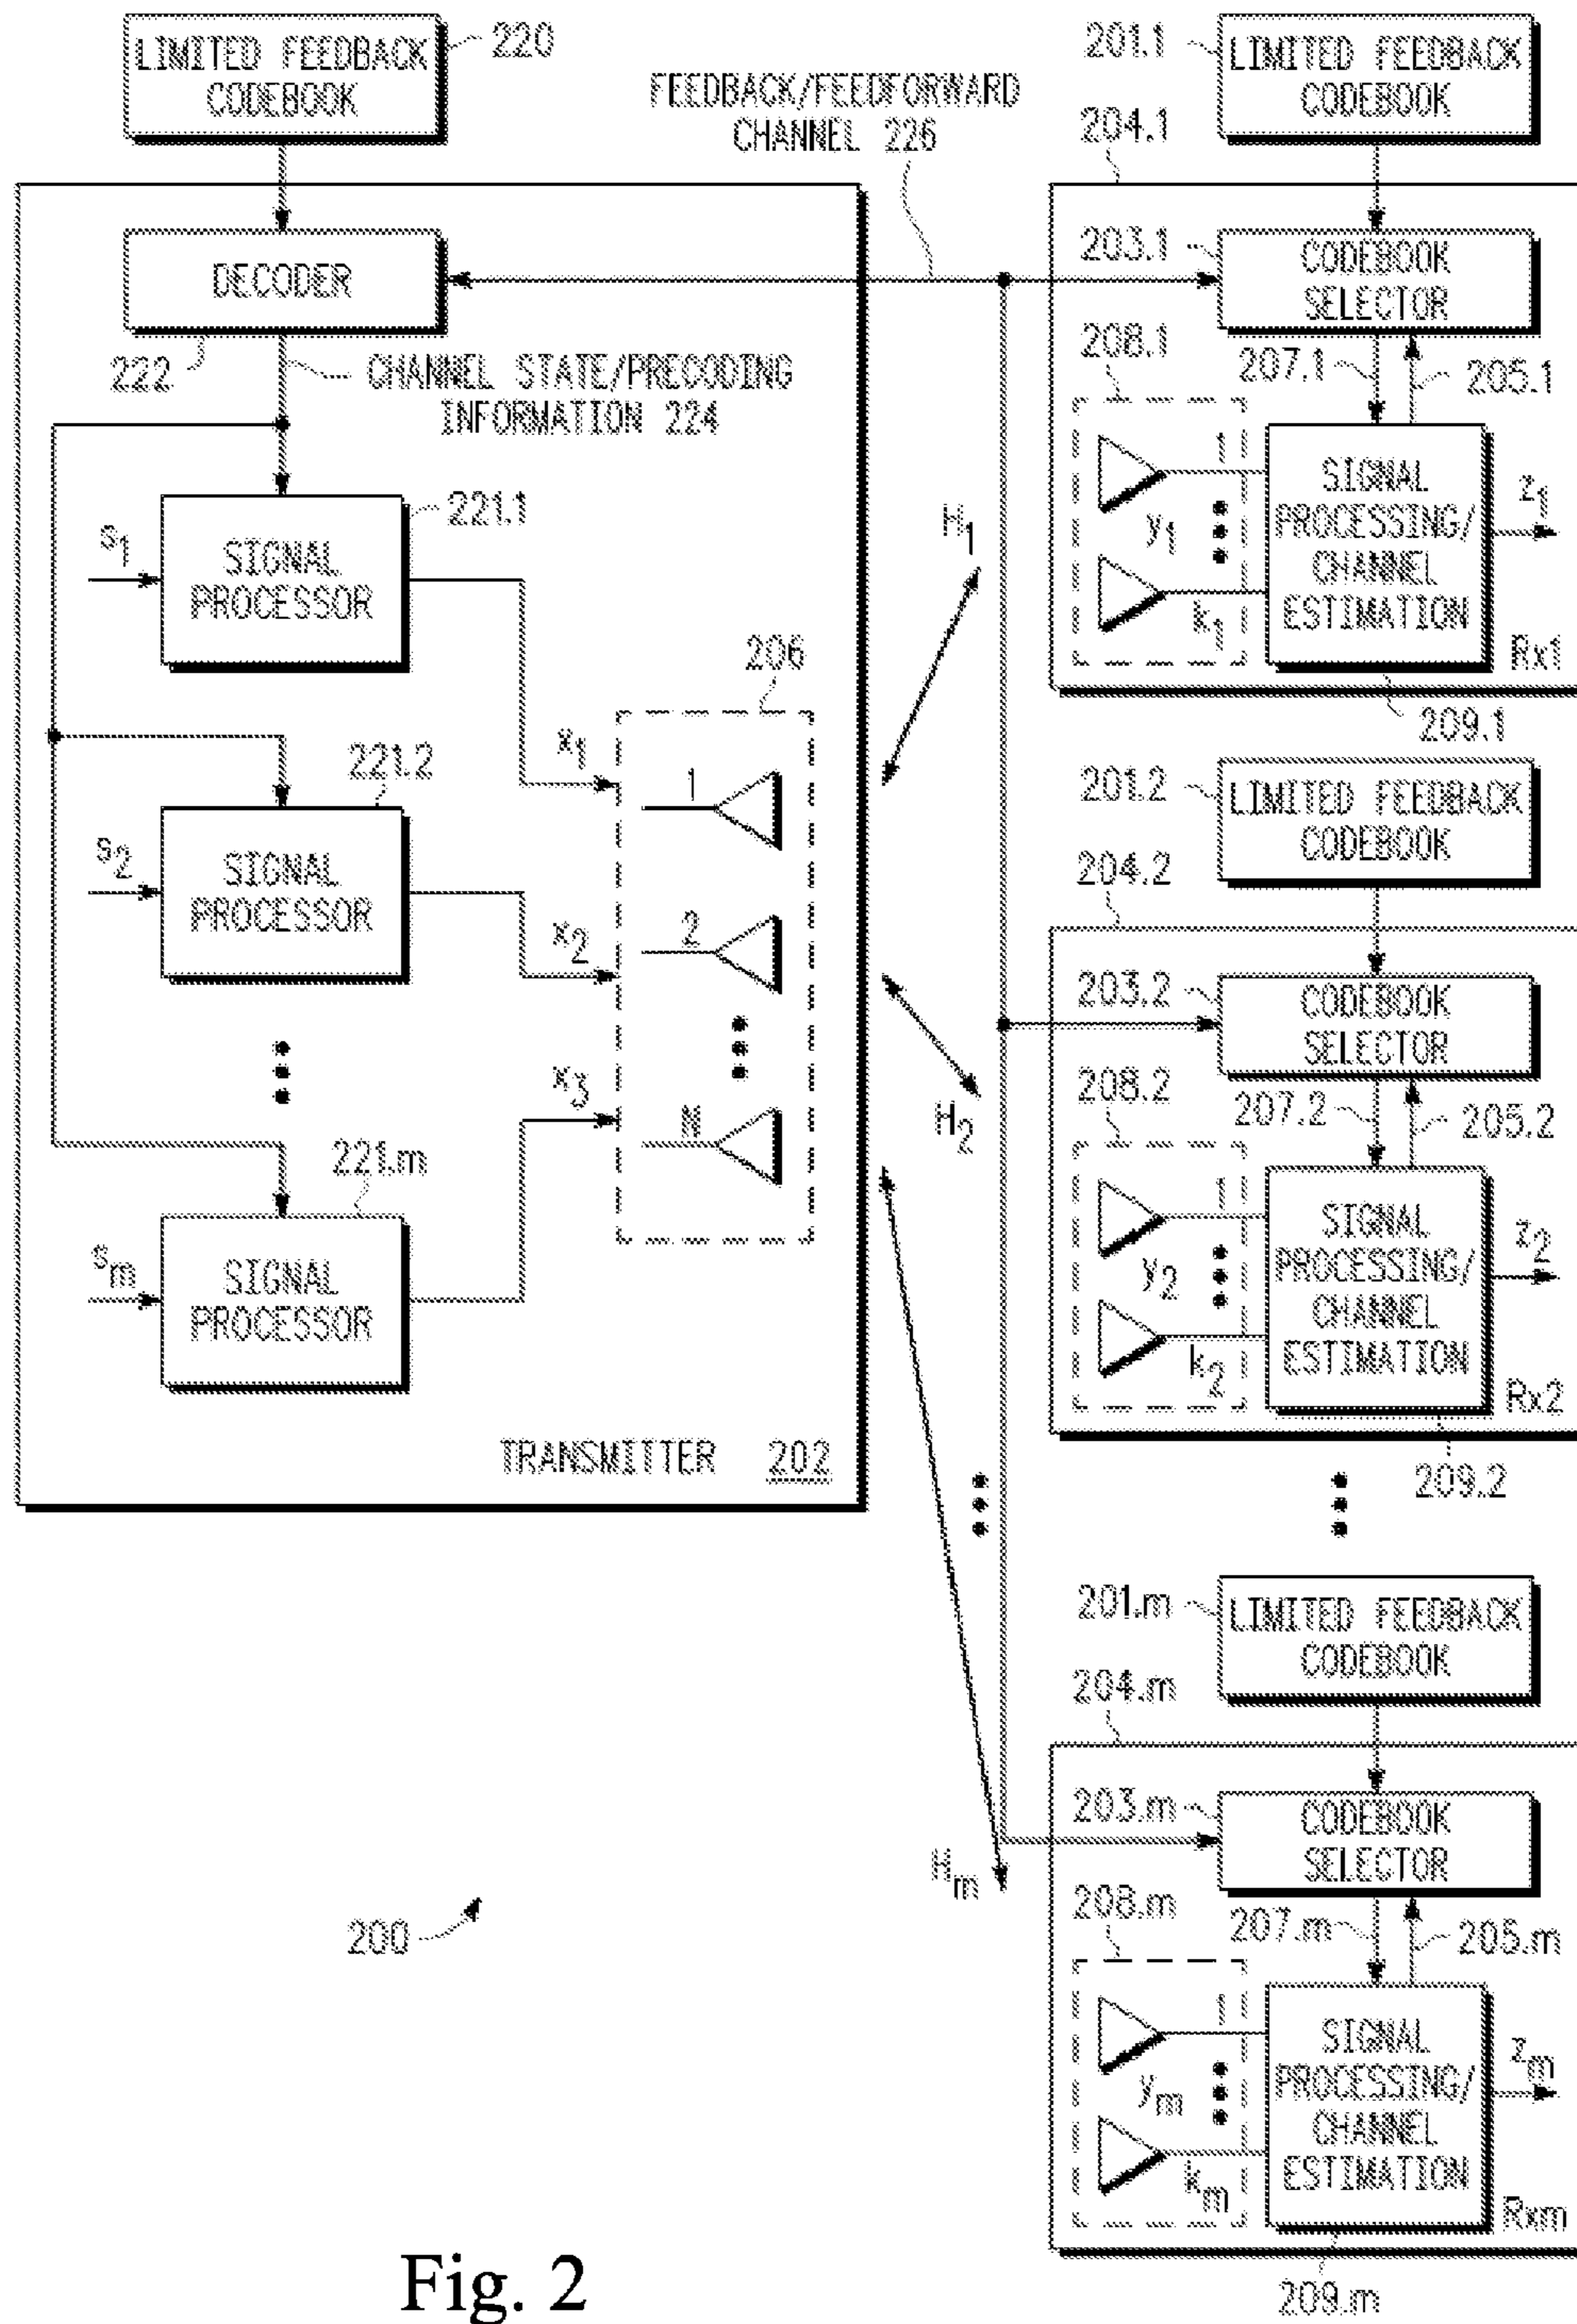 LIMITED FEEDBACK
CODEBOOK
220
FEEDBACK/FEEDFORWARD
CHANNEL 226
DECODER
222
CHANNEL STATE/PRECODING
INFORMATION 224
221.1
s1
SIGNAL
PROCESSOR
x1
221.2
s2
SIGNAL
PROCESSOR
x2
221.m
sm
SIGNAL
PROCESSOR
x3
206
1
2
N
TRANSMITTER 202
H1
H2
Hm
201.1
LIMITED FEEDBACK
CODEBOOK
204.1
203.1
CODEBOOK
SELECTOR
208.1
207.1
205.1
1
y1
k1
SIGNAL
PROCESSING/
CHANNEL
ESTIMATION
z1
Rx1
209.1
201.2
LIMITED FEEDBACK
CODEBOOK
204.2
203.2
CODEBOOK
SELECTOR
208.2
207.2
205.2
1
y2
k2
SIGNAL
PROCESSING/
CHANNEL
ESTIMATION
z2
Rx2
209.2
201.m
LIMITED FEEDBACK
CODEBOOK
204.m
203.m
CODEBOOK
SELECTOR
208.m
207.m
205.m
1
ym
km
SIGNAL
PROCESSING/
CHANNEL
ESTIMATION
zm
Rxm
209.m
200
Fig. 2